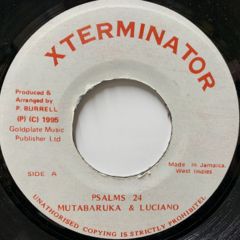 XTERMINATOR
Produced &
Arranged by
P. BURRELL
(P) (C) 1995
Goldplate Music
Publisher Ltd
Made in Jamaica
West Indies
SIDE A
PSALMS 24
MUTABARUKA & LUCIANO
UNAUTHORISED COPYING IS STRICTLY PROHIBITEL